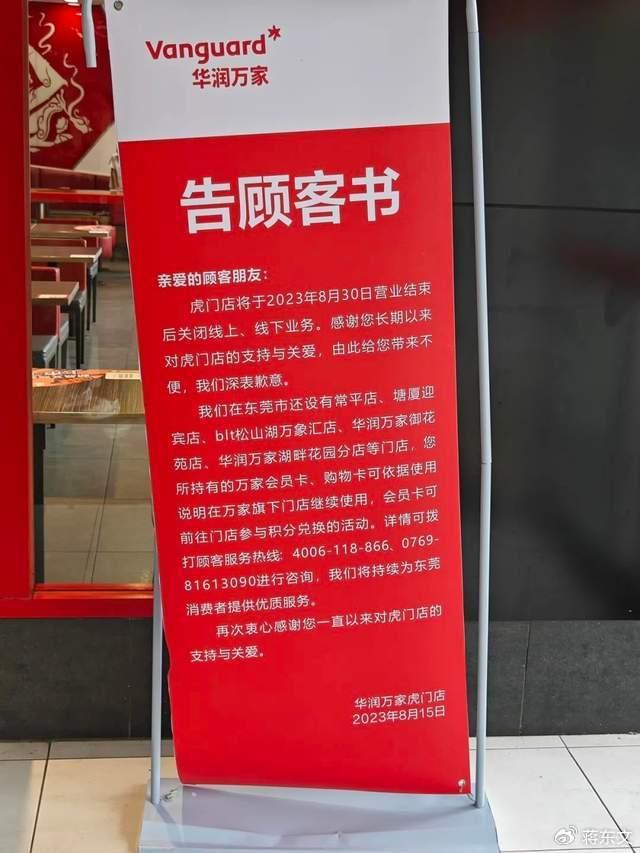 Vanguard
华润万家
告顾客书
亲爱的顾客朋友：
虎门店将于2023年8月30日营业结束
后关闭线上、线下业务。感谢您长期以来
对虎门店的支持与关爱，由此给您带来不
便，我们深表歉意。
我们在东莞市还设有常平店、塘厦迎
宾店、blt松山湖万象汇店、华润万家御花
苑店、华润万家湖畔花园分店等门店，您
所持有的万家会员卡、购物卡可依据使用
说明在万家旗下门店继续使用，会员卡可
前往门店参与积分兑换的活动。详情可拨
打顾客服务热线：4006-118-866、0769-
81613090进行咨询，我们将持续为东莞
消费者提供优质服务。
再次衷心感谢您一直以来对虎门店的
支持与关爱。
华润万家虎门店
2023年8月15日
蒋东文